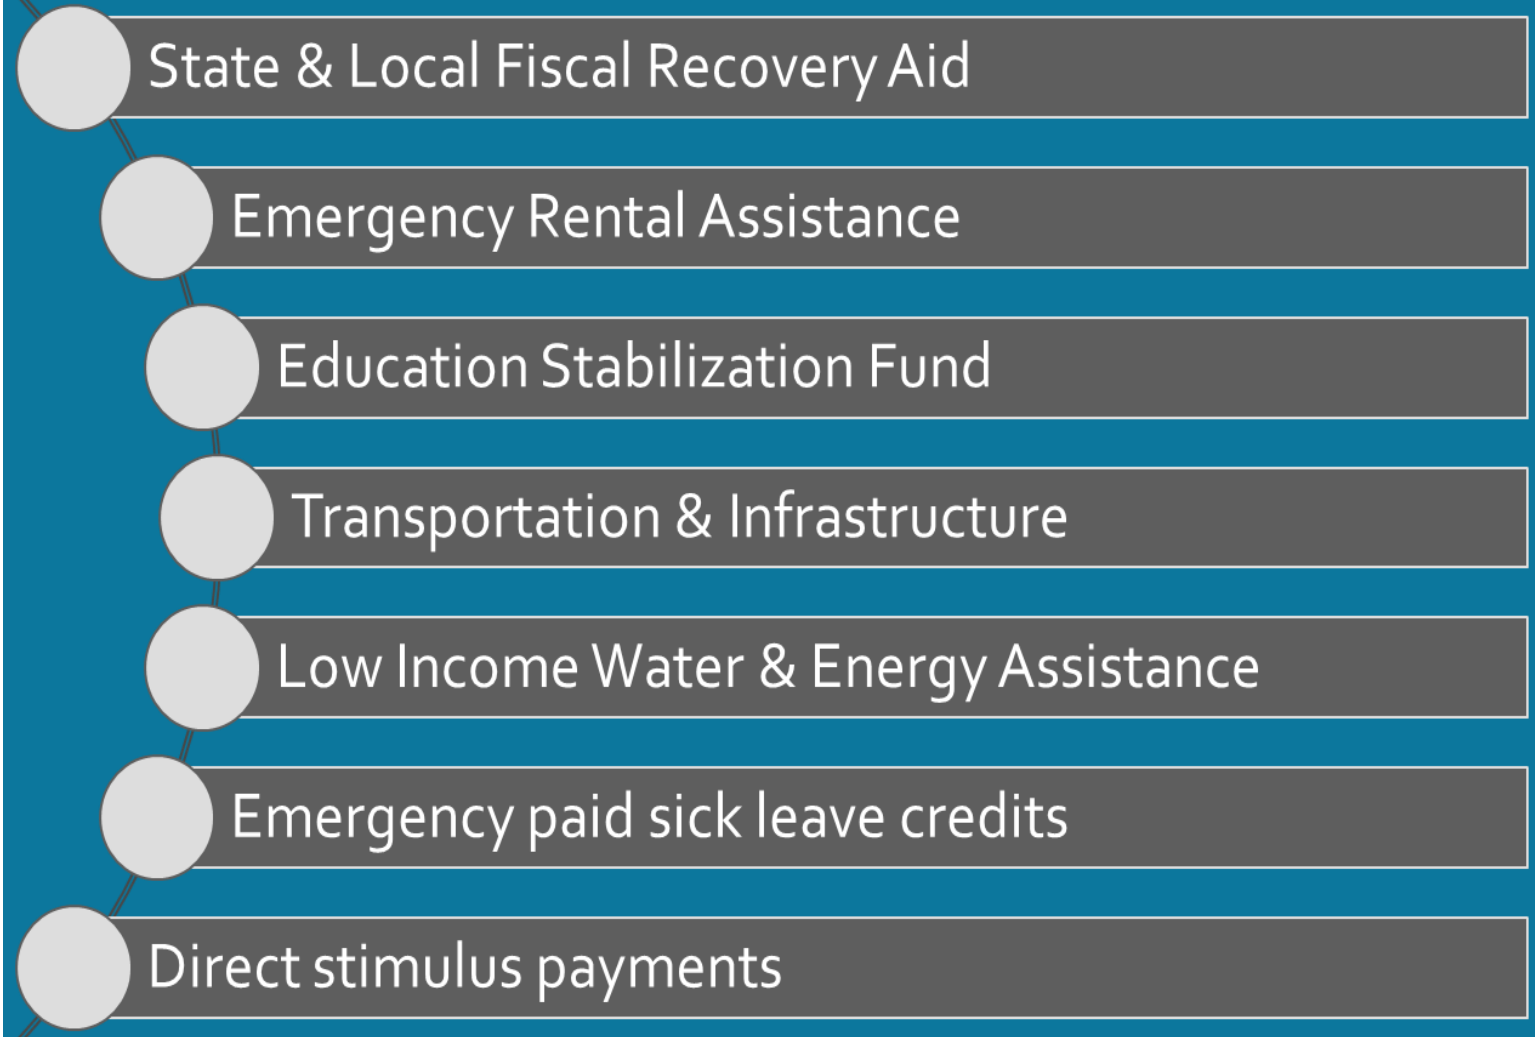 State & Local Fiscal Recovery Aid
Emergency Rental Assistance
Education Stabilization Fund
Transportation & Infrastructure
Low Income Water & Energy Assistance
Emergency paid sick leave credits
Direct stimulus payments